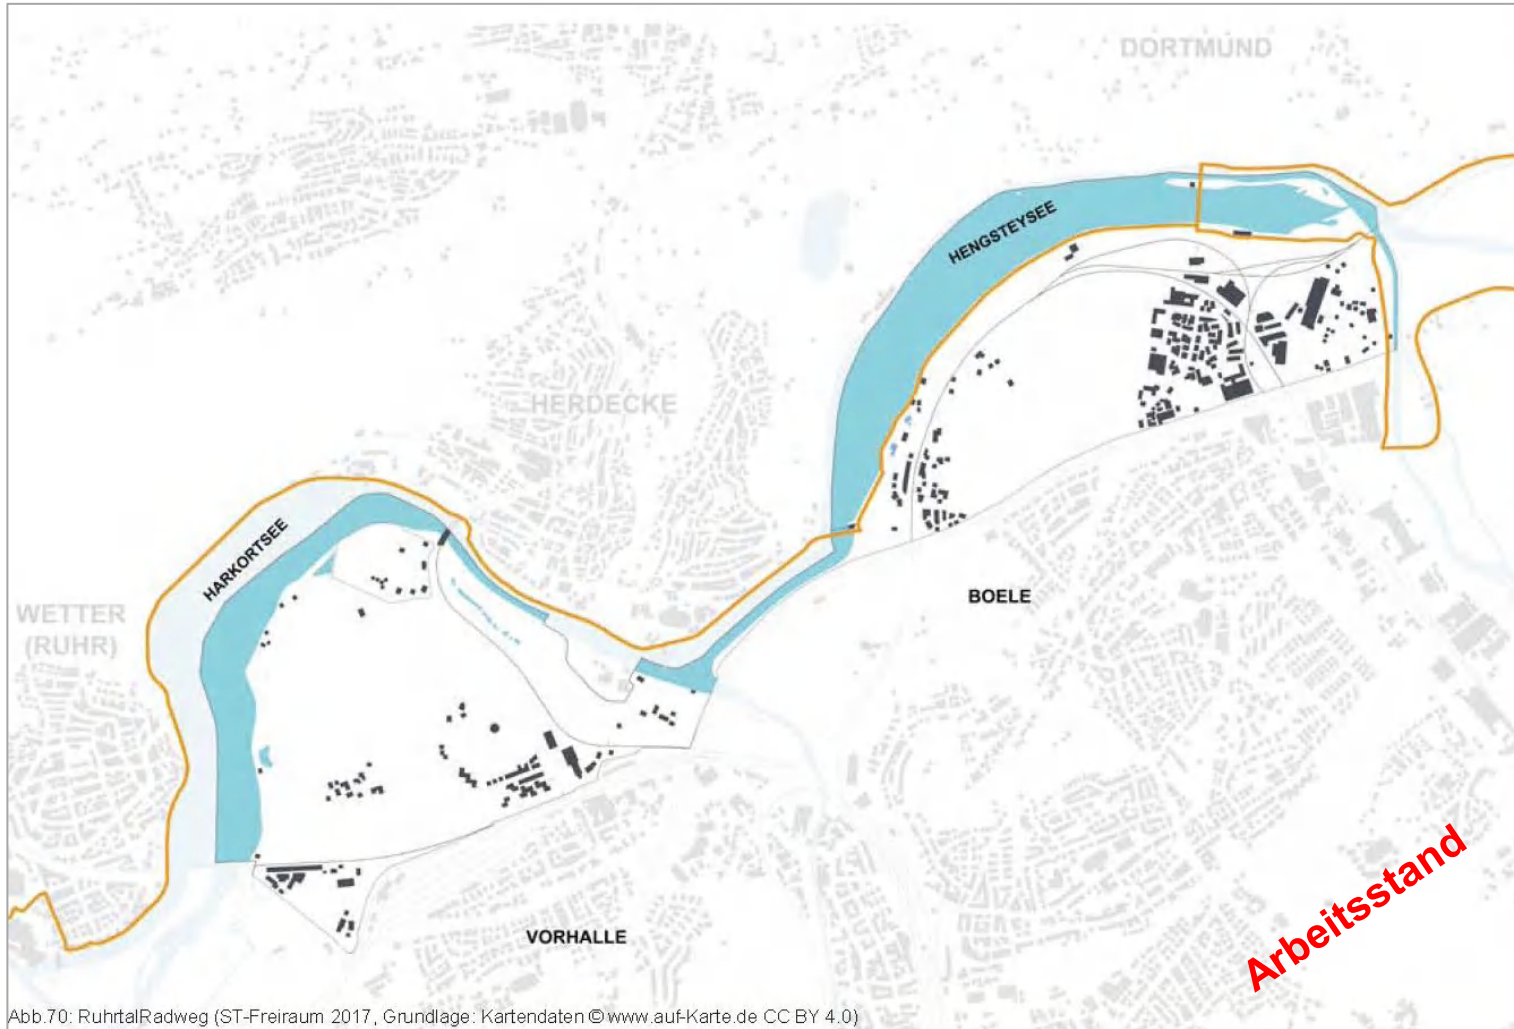 DORTMUND
HENGSTEYSEE
HERDECKE
HARKORTSEE
WETTER
(RUHR)
BOELE
VORHALLE
Arbeitsstand
Abb.70: RuhrtalRadweg (ST-Freiraum 2017, Grundlage: Kartendaten © www.auf-Karte.de CC BY 4.0)